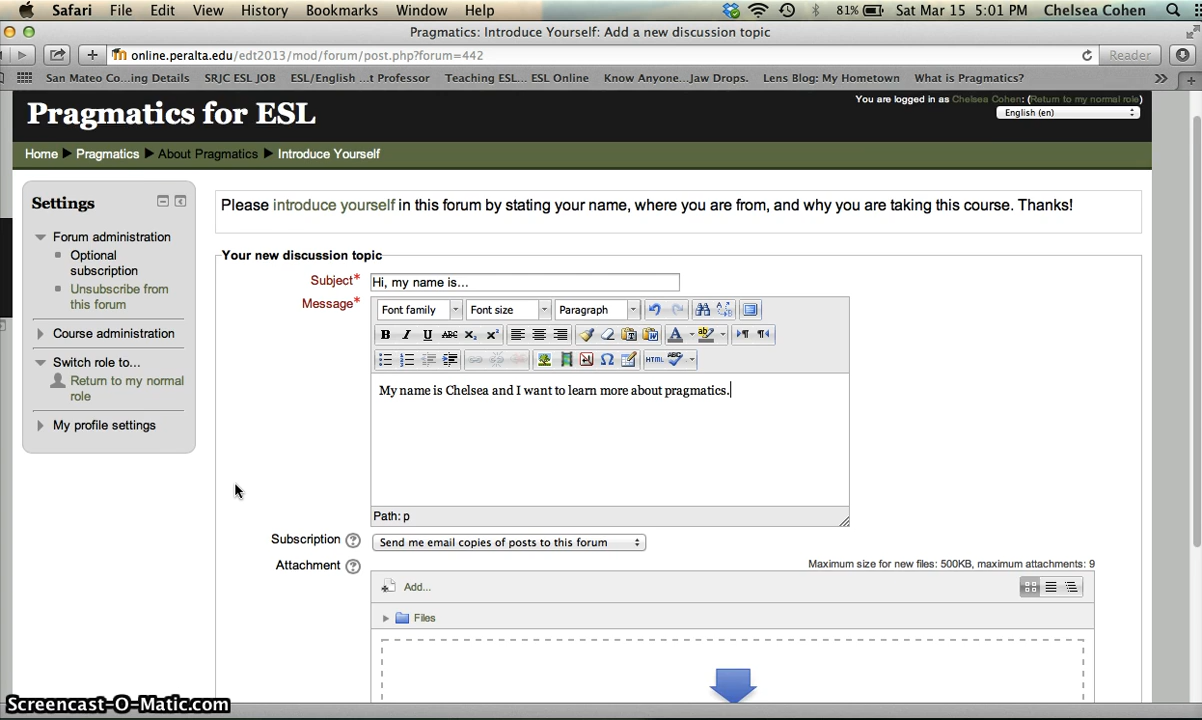 Safari File Edit View History Bookmarks Window Help 81% Sat Mar 15 5:01 PM Chelsea Cohen
Pragmatics: Introduce Yourself: Add a new discussion topic
online.peralta.edu/edt2013/mod/forum/post.php?forum=442 Reader
San Mateo Co...ing Details SRJC ESL JOB ESL/English ...t Professor Teaching ESL... ESL Online Know Anyone...Jaw Drops. Lens Blog: My Hometown What is Pragmatics?
You are logged in as Chelsea Cohen: (Return to my normal role)
Pragmatics for ESL
English (en)
Home Pragmatics About Pragmatics Introduce Yourself
Settings
Forum administration
Optional
subscription
Unsubscribe from
this forum
Course administration
Switch role to...
Return to my normal
role
My profile settings
Please introduce yourself in this forum by stating your name, where you are from, and why you are taking this course. Thanks!
Your new discussion topic
Subject* Hi, my name is...
Message* Font family Font size Paragraph
B I U ABC X₂ X²
HTML ABC
My name is Chelsea and I want to learn more about pragmatics.
Path: p
Subscription Send me email copies of posts to this forum
Attachment Maximum size for new files: 500KB, maximum attachments: 9
Add...
Files
Screencast-O-Matic.com